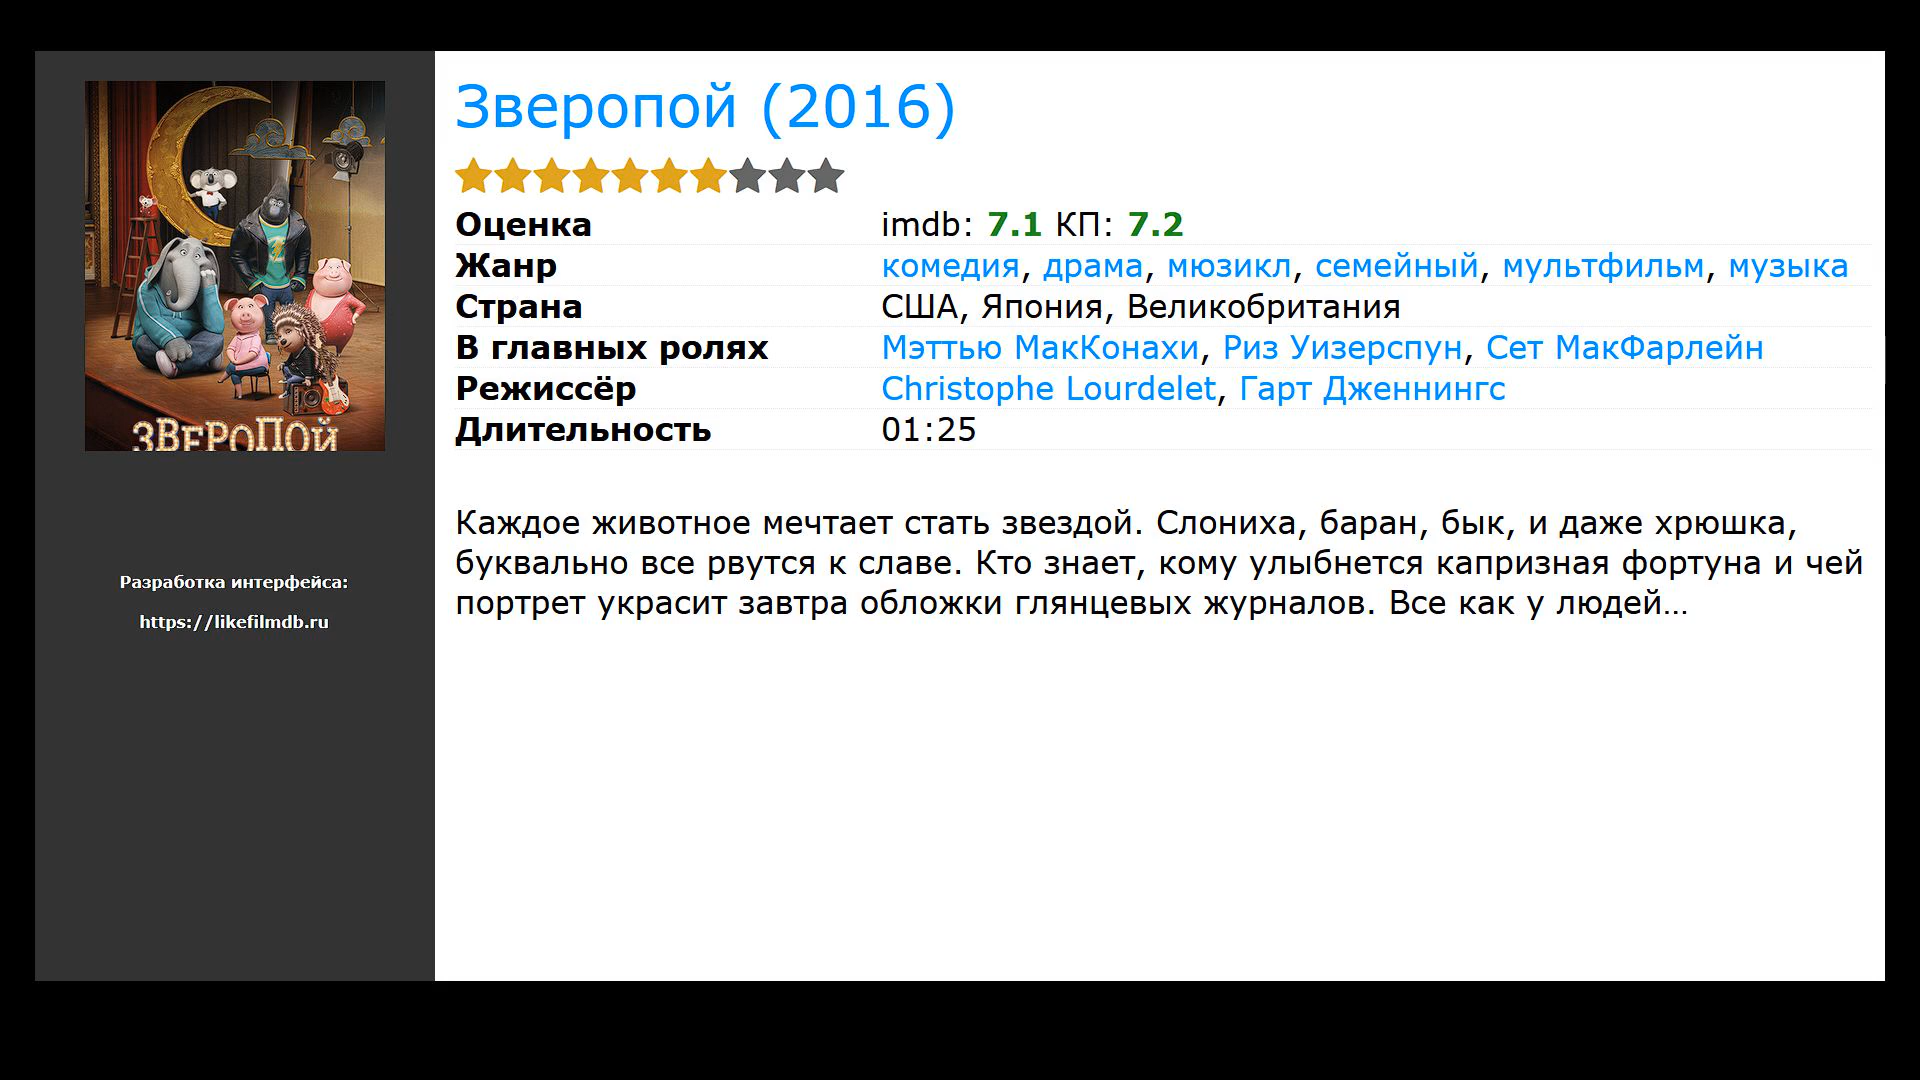 ЗВЕРОПОЙ
Разработка интерфейса:
https://likefilmdb.ru
Зверопой (2016)
Оценка imdb: 7.1 КП: 7.2
Жанр комедия, драма, мюзикл, семейный, мультфильм, музыка
Страна США, Япония, Великобритания
В главных ролях Мэттью МакКонахи, Риз Уизерспун, Сет МакФарлейн
Режиссёр Christophe Lourdelet, Гарт Дженнингс
Длительность 01:25
Каждое животное мечтает стать звездой. Слониха, баран, бык, и даже хрюшка,
буквально все рвутся к славе. Кто знает, кому улыбнется капризная фортуна и чей
портрет украсит завтра обложки глянцевых журналов. Все как у людей…